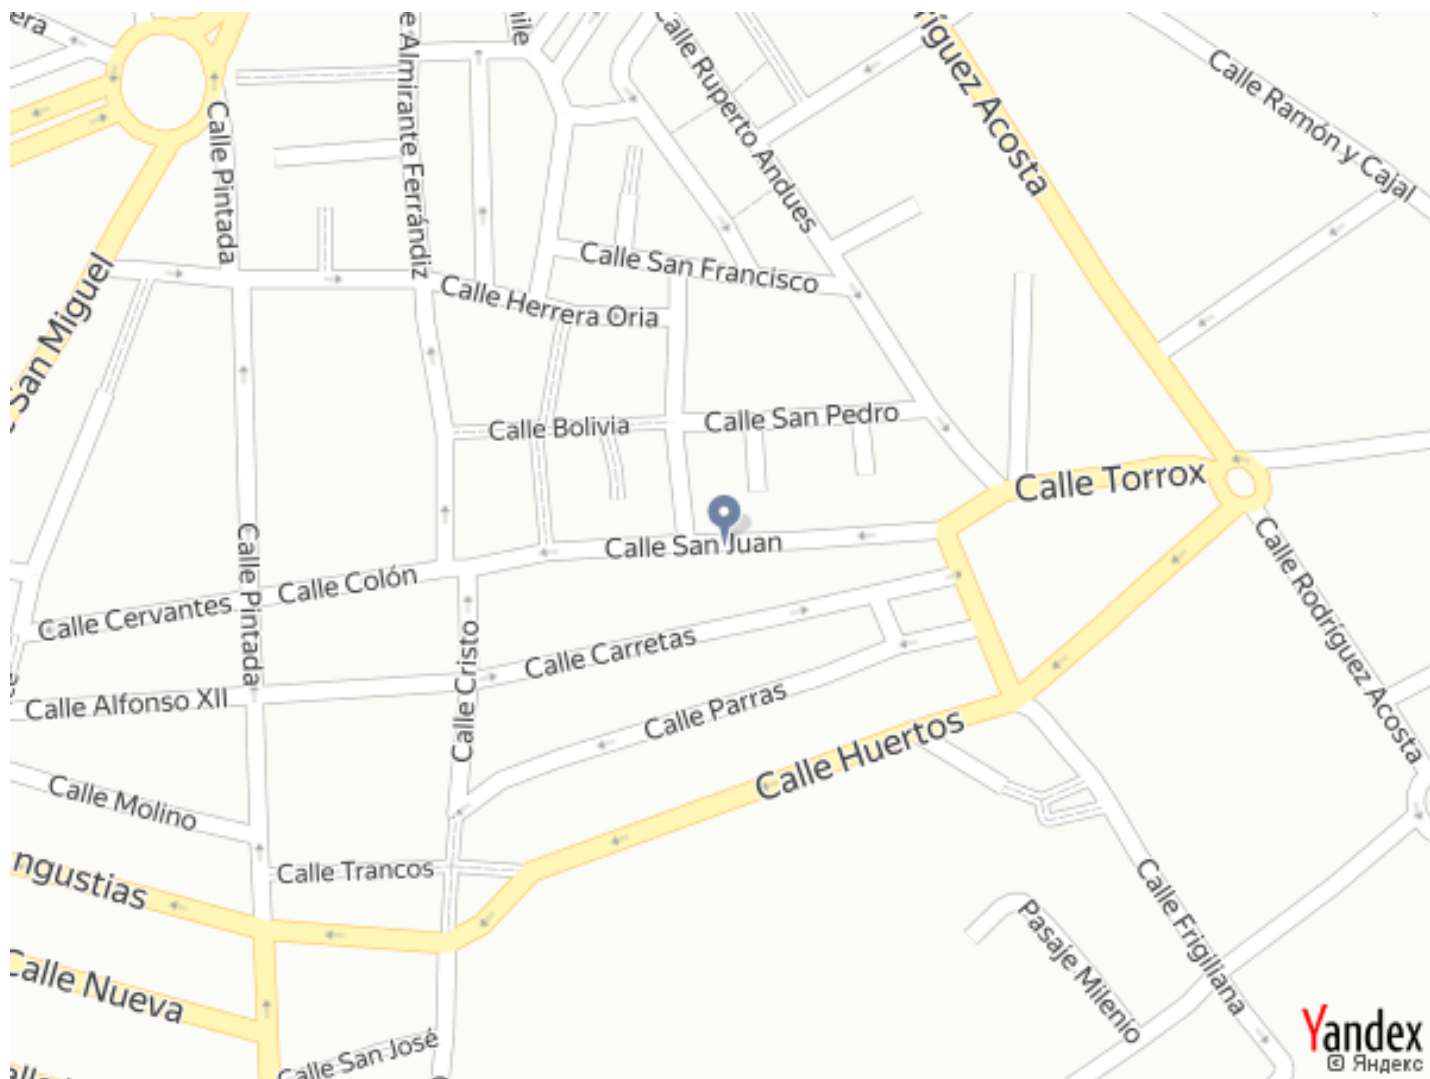 Calle Pintada
Almirante Ferrándiz
Calle Ruperto Andues
Calle Ramón y Cajal
Acosta
San Miguel
Calle San Francisco
Calle Herrera Oria
Calle Bolivia
Calle San Pedro
Calle Torrox
Calle San Juan
Calle Pintada
Calle Colón
Calle Cervantes
Calle Rodríguez Acosta
Calle Carretas
Calle Cristo
Calle Alfonso XII
Calle Parras
Calle Huertos
Calle Molino
Calle Trancos
ngustias
Calle Frigiliana
Pasaje Milenio
Calle Nueva
Calle San José
Yandex
© Яндекс